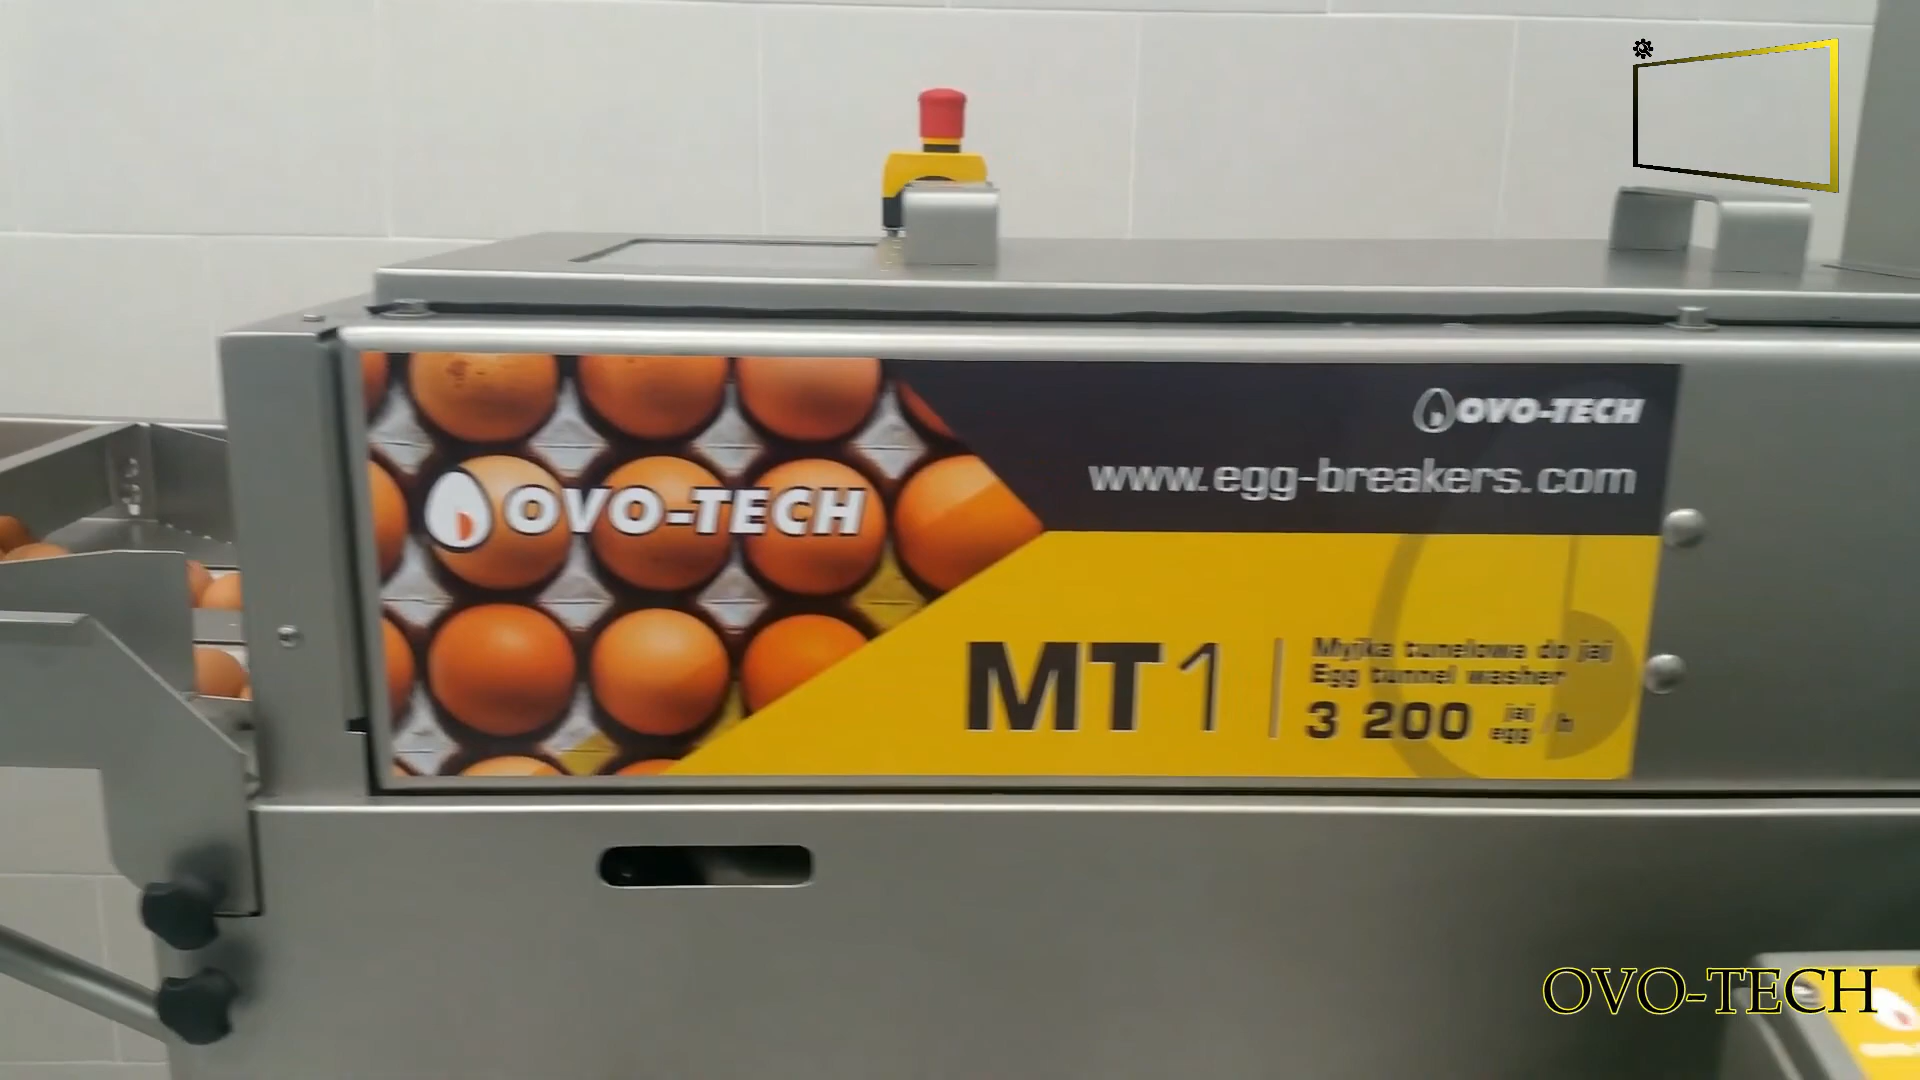 OVO-TECH
www.egg-breakers.com
OVO-TECH
MT1
Myjka tunelowa do jaj
Egg tunnel washer
3 200 jaj egg / h
OVO-TECH